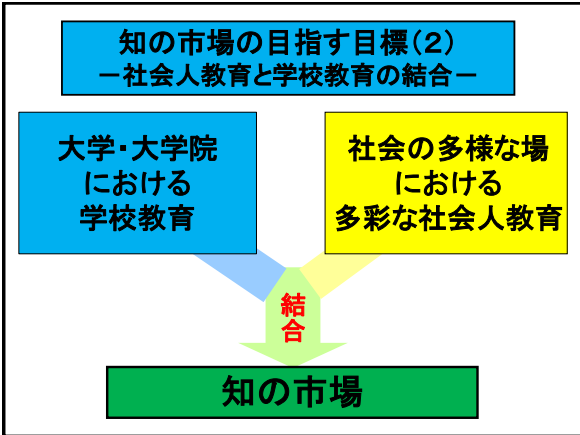 知の市場の目指す目標(2)
－社会人教育と学校教育の結合－
大学・大学院
における
学校教育
社会の多様な場
における
多彩な社会人教育
結合
知の市場